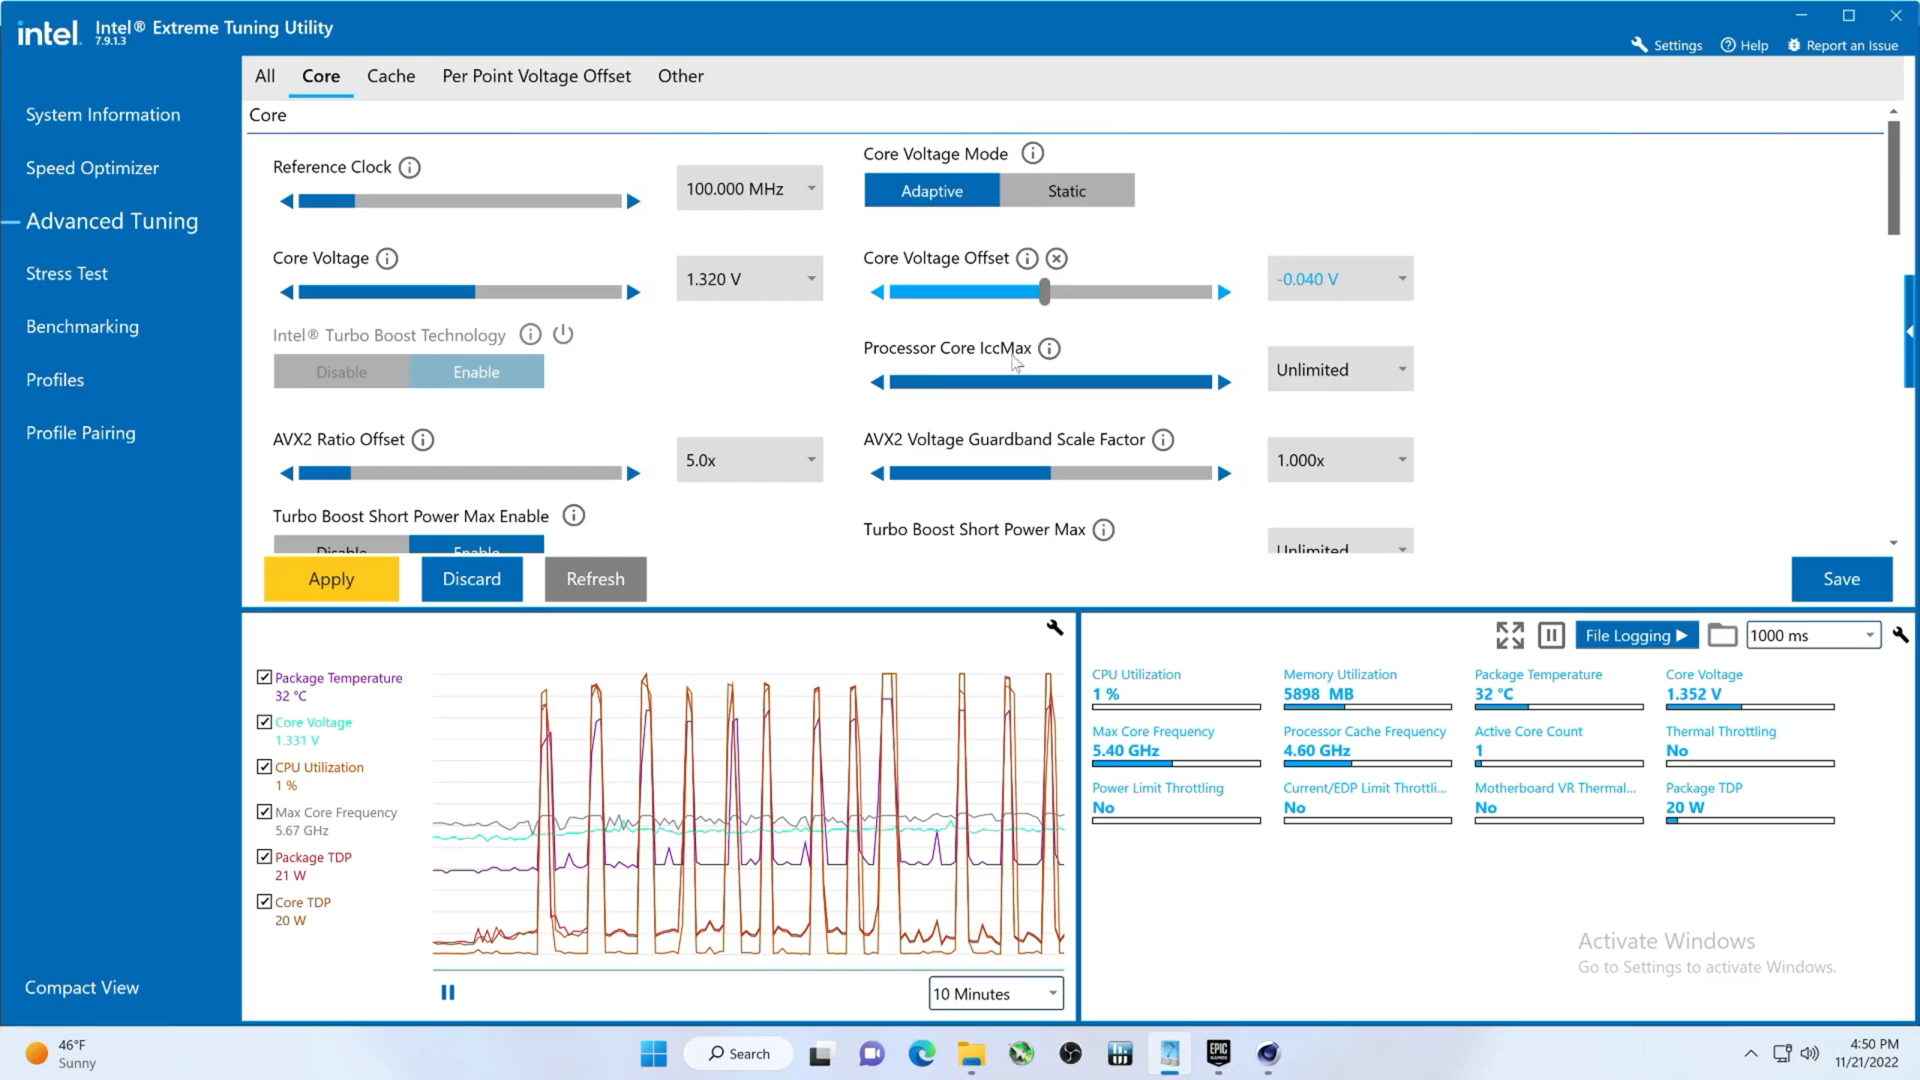 intel.
Intel® Extreme Tuning Utility
7.9.1.3
Settings
Help
Report an Issue
System Information
Speed Optimizer
Advanced Tuning
Stress Test
Benchmarking
Profiles
Profile Pairing
Compact View
All Core Cache Per Point Voltage Offset Other
Core
Reference Clock
100.000 MHz
Core Voltage Mode
Adaptive Static
Core Voltage
1.320 V
Core Voltage Offset
-0.040 V
Intel® Turbo Boost Technology
Disable Enable
Processor Core IccMax
Unlimited
AVX2 Ratio Offset
5.0x
AVX2 Voltage Guardband Scale Factor
1.000x
Turbo Boost Short Power Max Enable
Disable Enable
Turbo Boost Short Power Max
Unlimited
Apply Discard Refresh Save
Package Temperature
32 °C
Core Voltage
1.331 V
CPU Utilization
1 %
Max Core Frequency
5.67 GHz
Package TDP
21 W
Core TDP
20 W
10 Minutes
File Logging
1000 ms
CPU Utilization
1 %
Memory Utilization
5898 MB
Package Temperature
32 °C
Core Voltage
1.352 V
Max Core Frequency
5.40 GHz
Processor Cache Frequency
4.60 GHz
Active Core Count
1
Thermal Throttling
No
Power Limit Throttling
No
Current/EDP Limit Throttli...
No
Motherboard VR Thermal...
No
Package TDP
20 W
Activate Windows
Go to Settings to activate Windows.
46°F
Sunny
Search
EPIC
GAMES
4:50 PM
11/21/2022